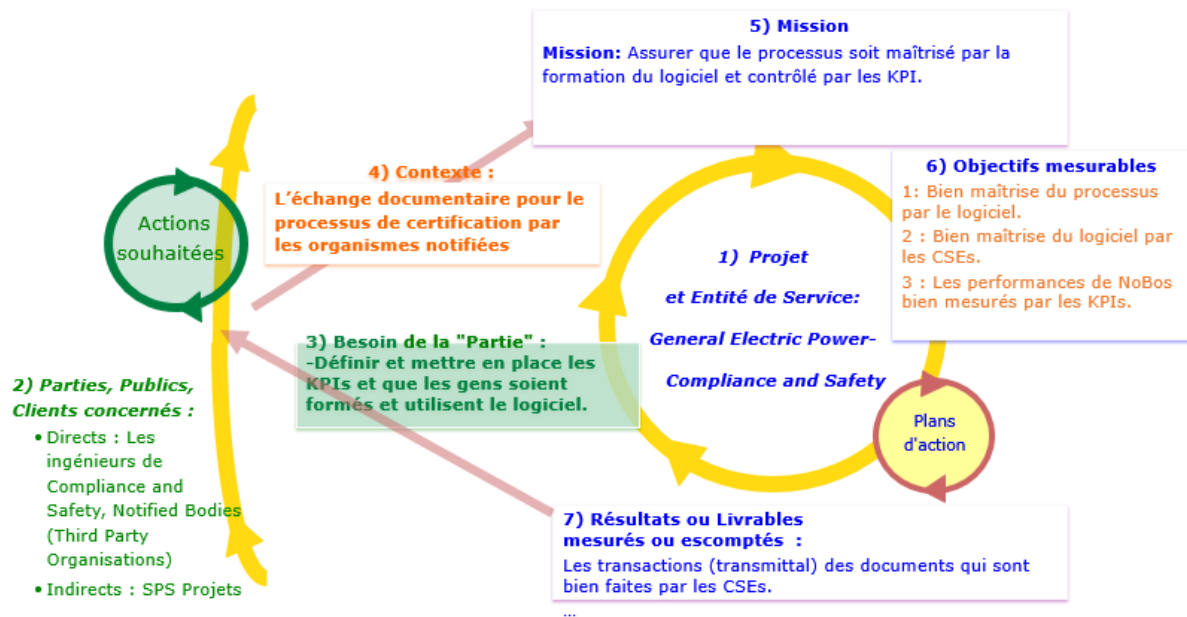 5) Mission
Mission: Assurer que le processus soit maîtrisé par la
formation du logiciel et contrôlé par les KPI.
4) Contexte :
L'échange documentaire pour le
processus de certification par
les organismes notifiées
Actions
souhaitées
6) Objectifs mesurables
1: Bien maîtrise du processus
par le logiciel.
2 : Bien maîtrise du logiciel par
les CSEs.
3 : Les performances de NoBos
bien mesurés par les KPIs.
1) Projet
et Entité de Service:
General Electric Power-
Compliance and Safety
3) Besoin de la "Partie" :
-Définir et mettre en place les
KPIs et que les gens soient
formés et utilisent le logiciel.
2) Parties, Publics,
Clients concernés :
• Directs : Les
ingénieurs de
Compliance and
Safety, Notified Bodies
(Third Party
Organisations)
• Indirects : SPS Projets
Plans
d'action
7) Résultats ou Livrables
mesurés ou escomptés :
Les transactions (transmittal) des documents qui sont
bien faites par les CSEs.
...